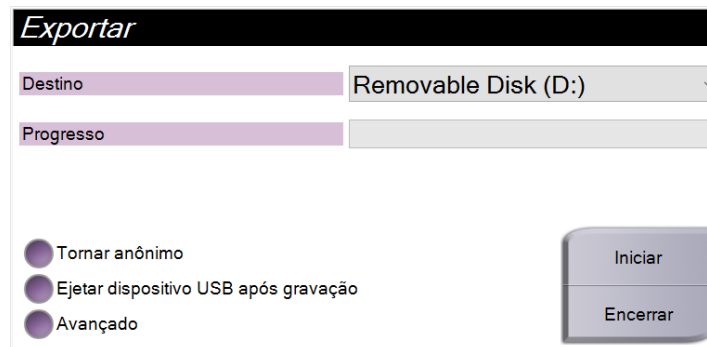 Exportar
Destino
Removable Disk (D:)
Progresso
Tornar anônimo
Ejetar dispositivo USB após gravação
Avançado
Iniciar
Encerrar